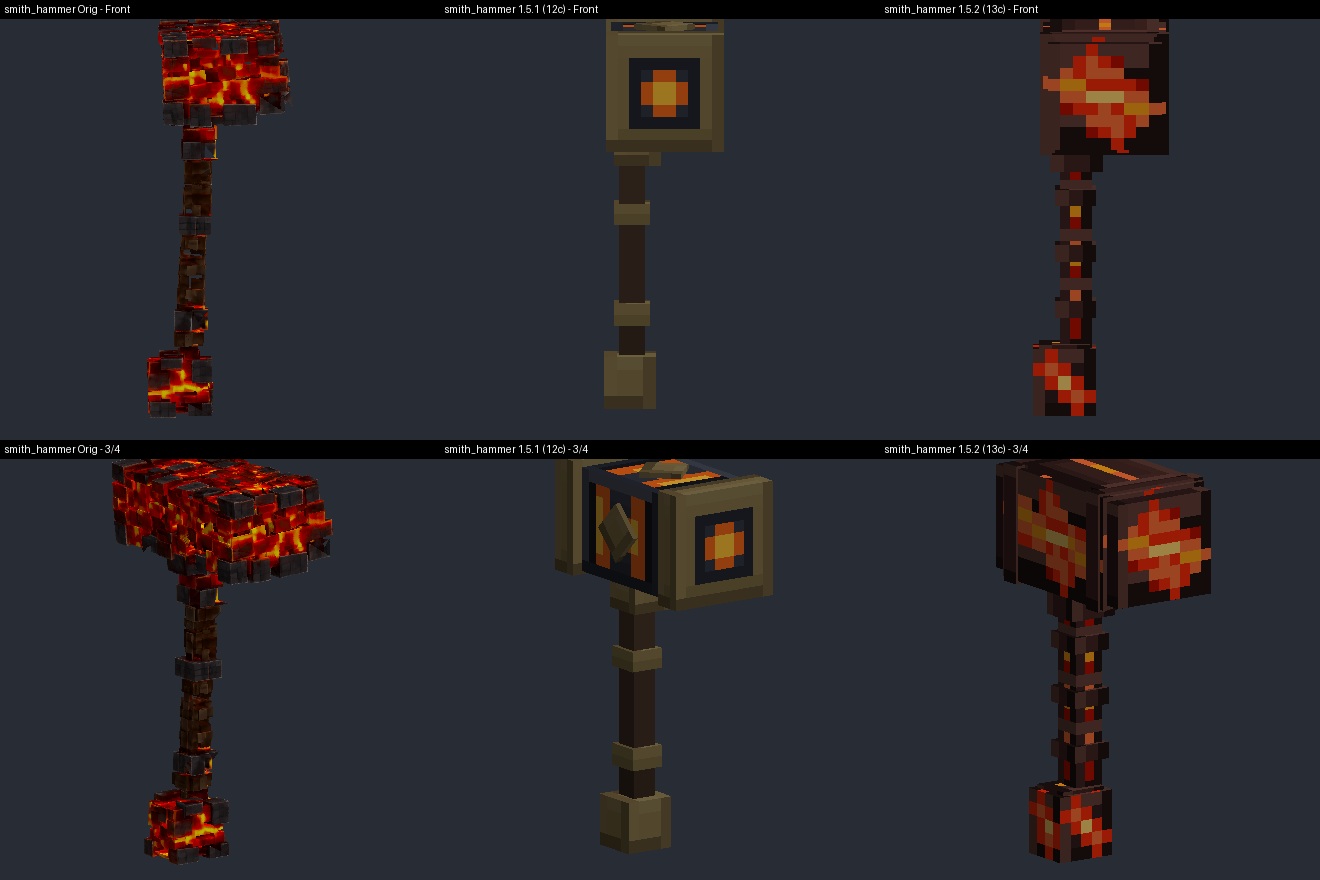 smith_hammer Orig - Front
smith_hammer 1.5.1 (12c) - Front
smith_hammer 1.5.2 (13c) - Front
smith_hammer Orig - 3/4
smith_hammer 1.5.1 (12c) - 3/4
smith_hammer 1.5.2 (13c) - 3/4